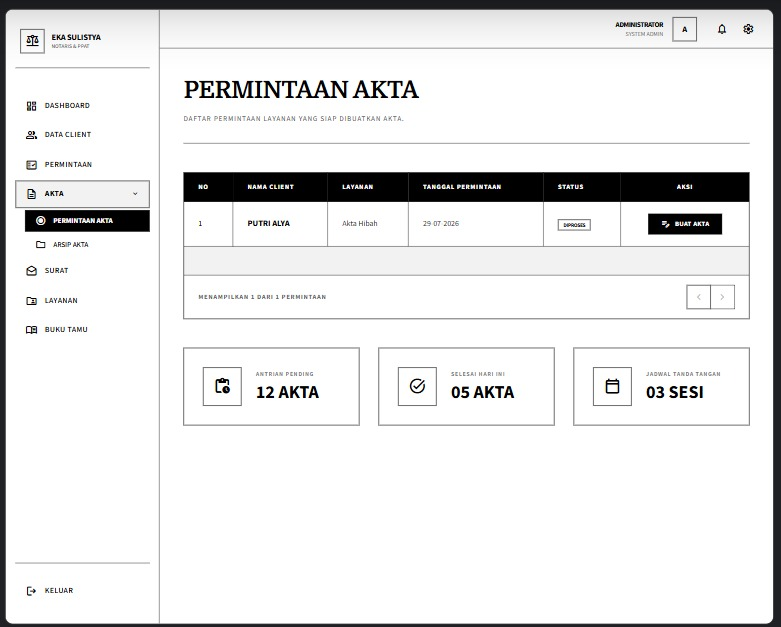 EKA SULISTYA
NOTARIS & PPAT
DASHBOARD
DATA CLIENT
PERMINTAAN
AKTA
PERMINTAAN AKTA
ARSIP AKTA
SURAT
LAYANAN
BUKU TAMU
KELUAR
ADMINISTRATOR
SYSTEM ADMIN
A
PERMINTAAN AKTA
DAFTAR PERMINTAAN LAYANAN YANG SIAP DIBUATKAN AKTA.
NO NAMA CLIENT LAYANAN TANGGAL PERMINTAAN STATUS AKSI
1 PUTRI ALYA Akta Hibah 29-07-2026 DIPROSES BUAT AKTA
MENAMPILKAN 1 DARI 1 PERMINTAAN
ANTRIAN PENDING
12 AKTA
SELESAI HARI INI
05 AKTA
JADWAL TANDA TANGAN
03 SESI